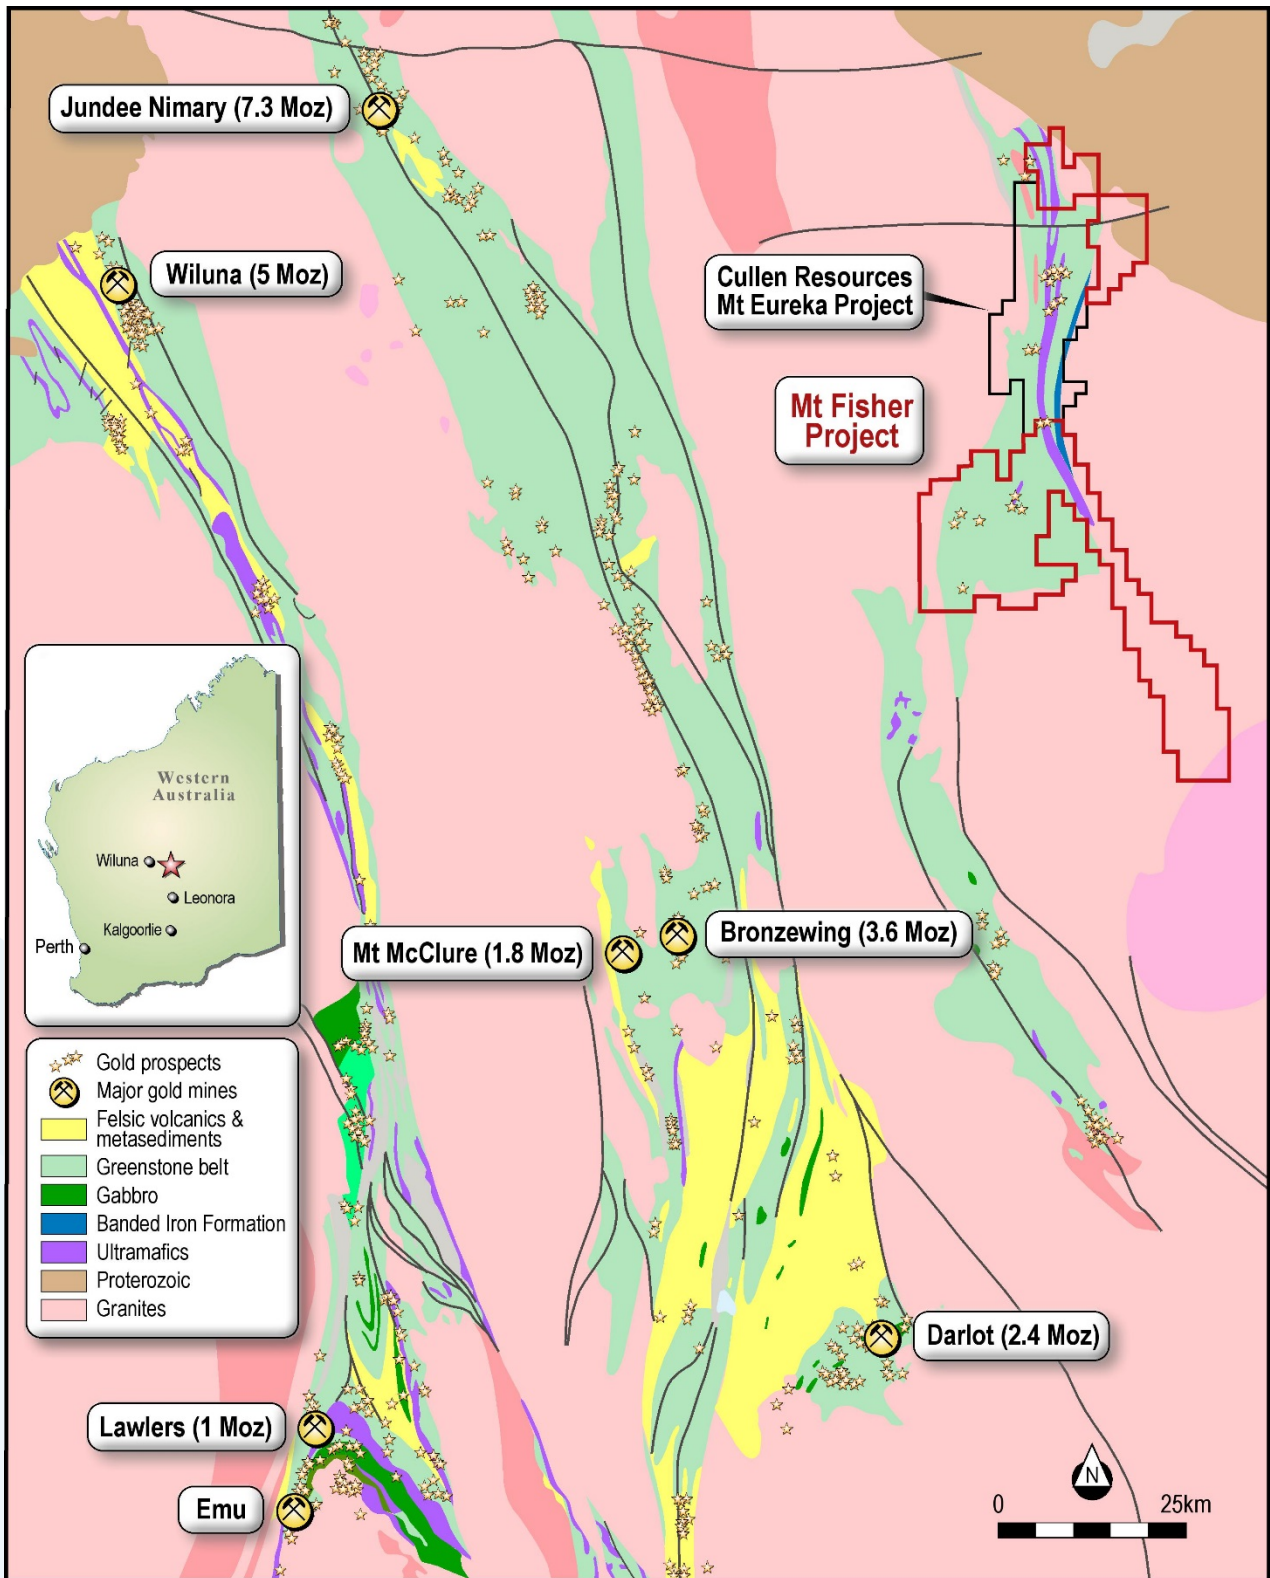 Jundee Nimary (7.3 Moz)
Wiluna (5 Moz)
Cullen Resources
Mt Eureka Project
Mt Fisher
Project
Western
Australia
Wiluna
Leonora
Kalgoorlie
Perth
Mt McClure (1.8 Moz)
Bronzewing (3.6 Moz)
Gold prospects
Major gold mines
Felsic volcanics &
metasediments
Greenstone belt
Gabbro
Banded Iron Formation
Ultramafics
Proterozoic
Granites
Darlot (2.4 Moz)
Lawlers (1 Moz)
Emu
N
0 25km